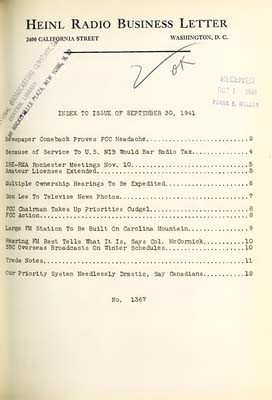 HEINL RADIO BUSINESS LETTER
2400 CALIFORNIA STREET WASHINGTON, D. C.
OK
RECEIVED
OCT 1 1941
FRANK E. MULLEN
INDEX TO ISSUE OF SEPTEMBER 30, 1941
Newspaper Comeback Proves FCC Headache 2
Because of Service To U.S. NIB Would Bar Radio Tax 4
IRE-RMA Rochester Meetings Nov. 10 5
Amateur Licenses Extended 5
Multiple Ownership Hearings To Be Expedited 6
Don Lee To Televise News Photos 7
FCC Chairman Takes Up Priorities Cudgel 8
FCC Action 8
Large FM Station To Be Built On Carolina Mountain 9
Hearing FM Best Tells What It Is, Says Col. McCormick 10
BBC Overseas Broadcasts On Winter Schedules 10
Trade Notes 11
Our Priority System Needlessly Drastic, Say Canadians 12
No. 1367